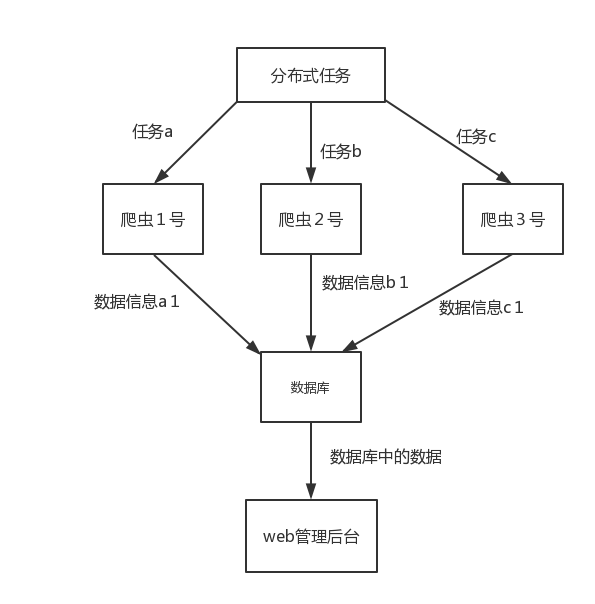 分布式任务
任务a
任务b
任务c
爬虫１号
爬虫２号
爬虫３号
数据信息a１
数据信息b１
数据信息c１
数据库
数据库中的数据
web管理后台